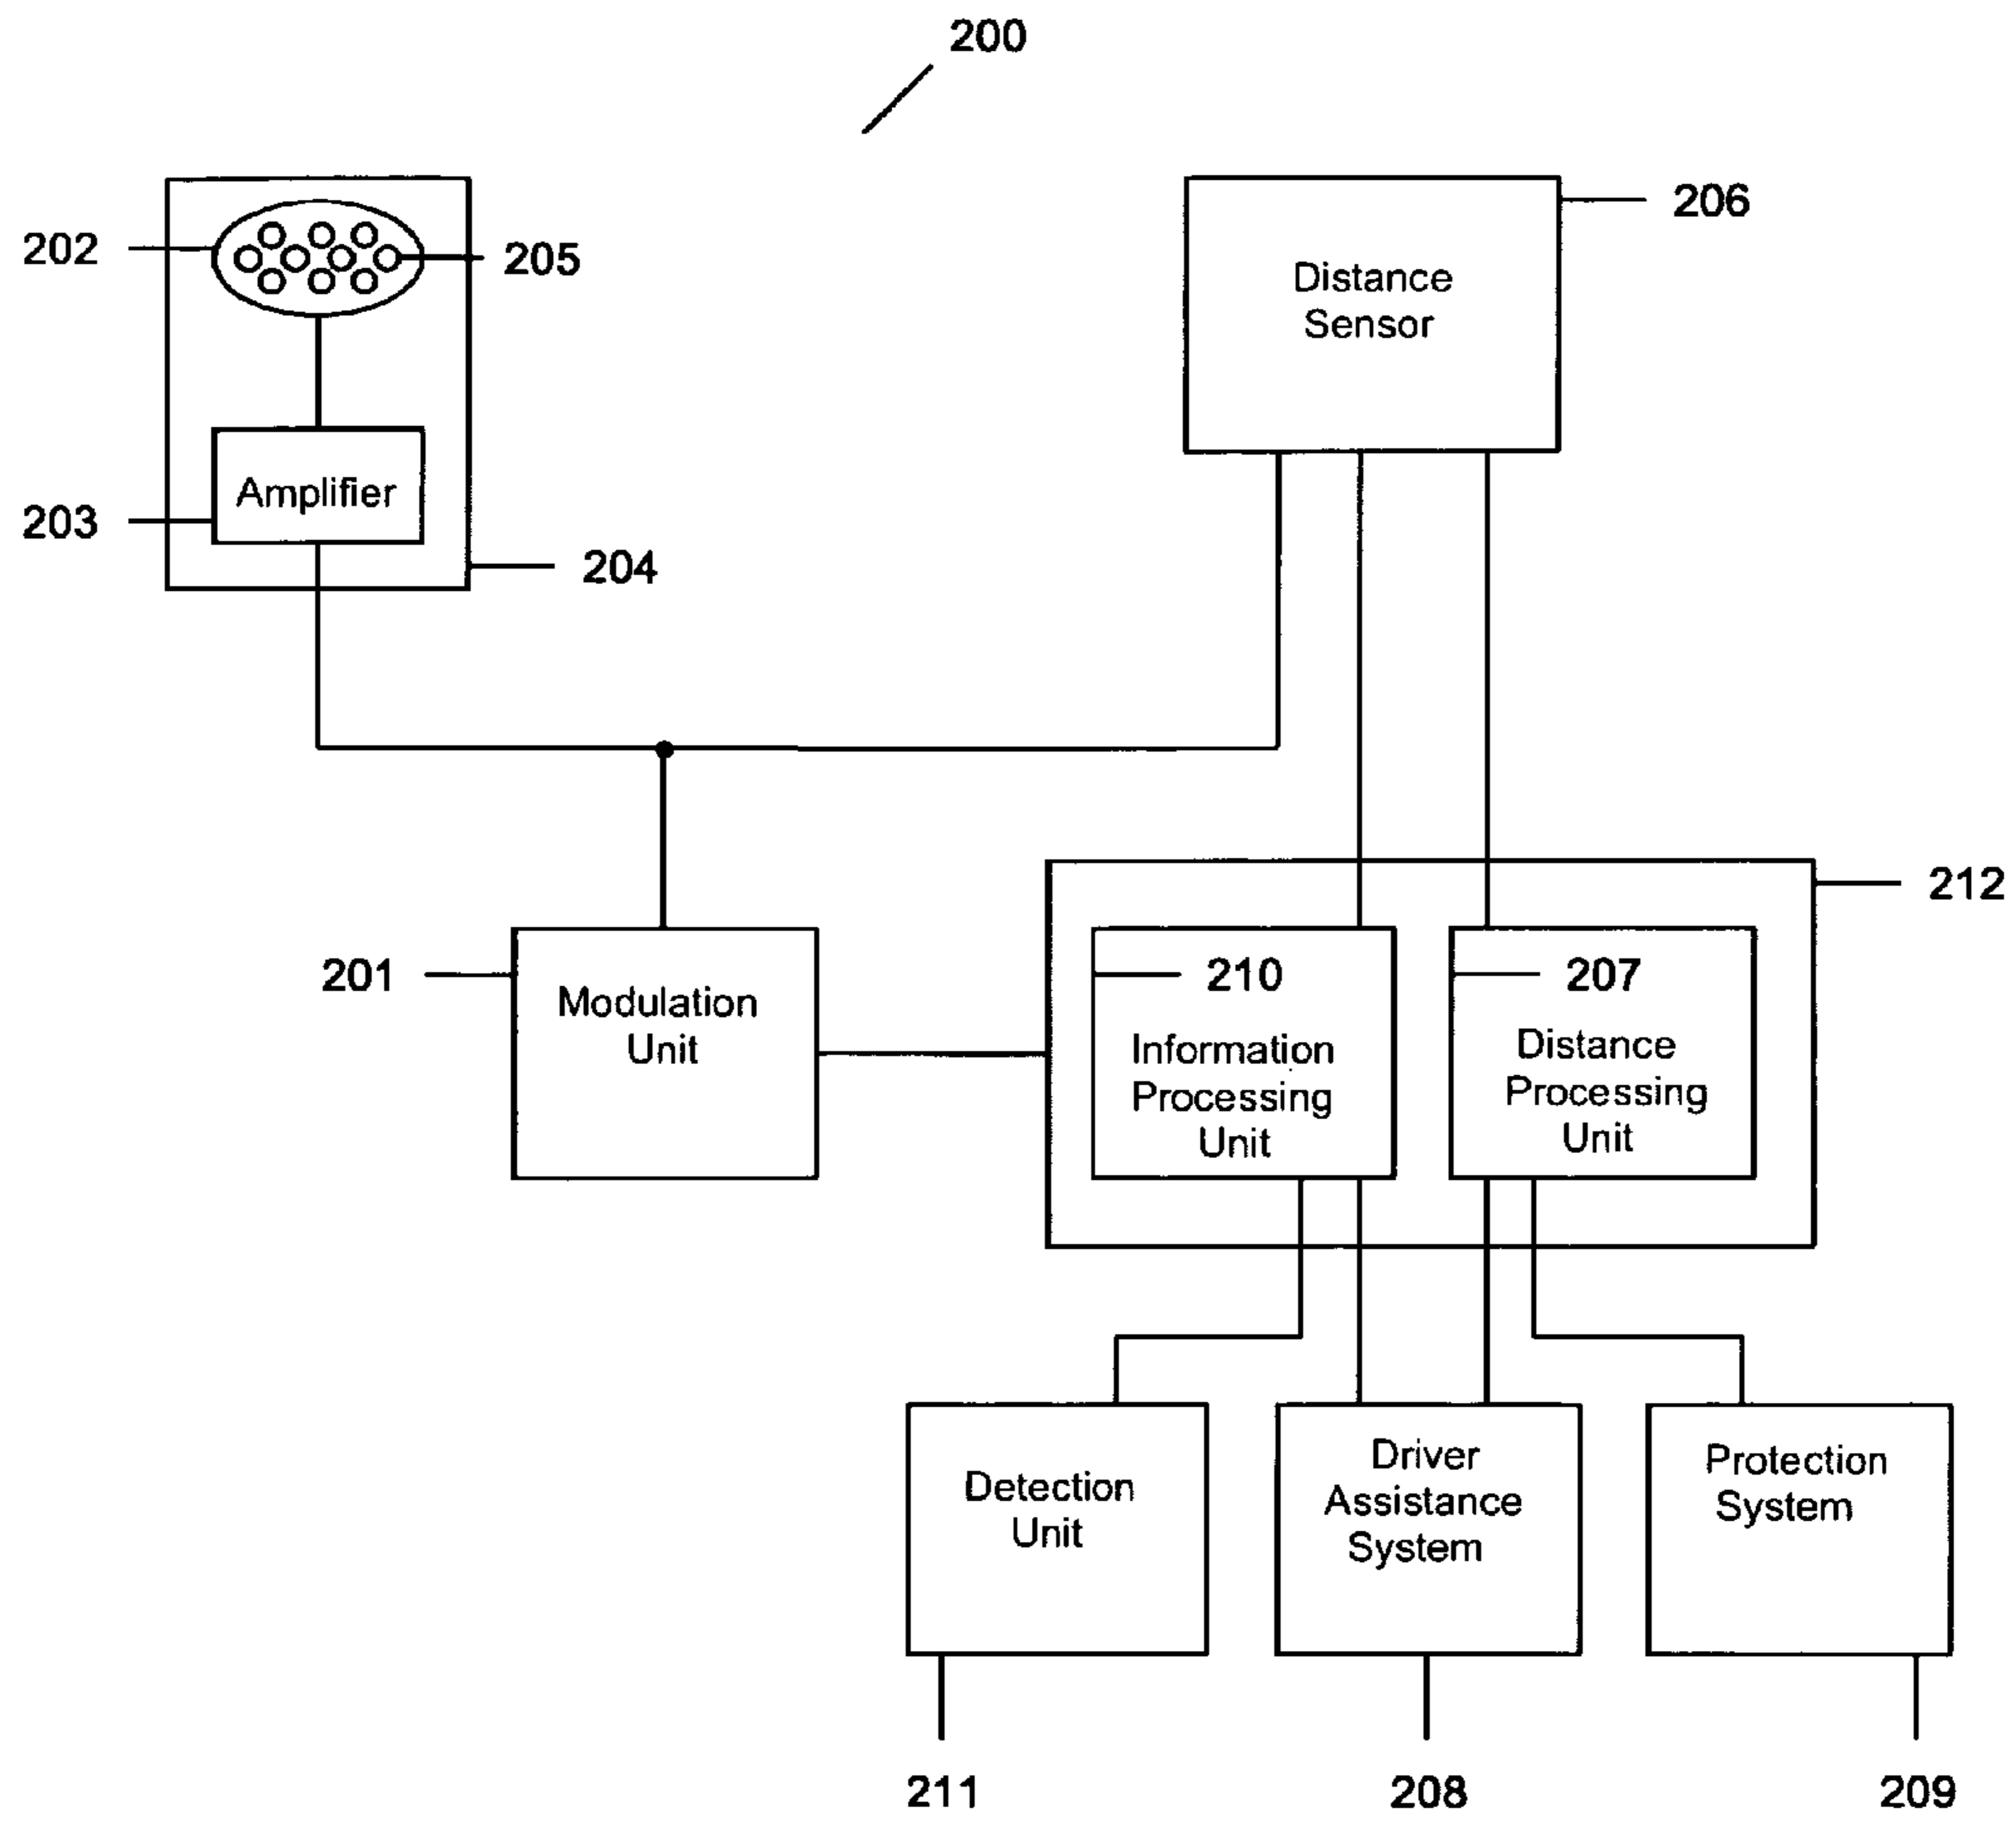 200
206
202
205
Distance
Sensor
Amplifier
203
204
212
201
Modulation
Unit
210
Information
Processing
Unit
207
Distance
Processing
Unit
Detection
Unit
Driver
Assistance
System
Protection
System
211
208
209